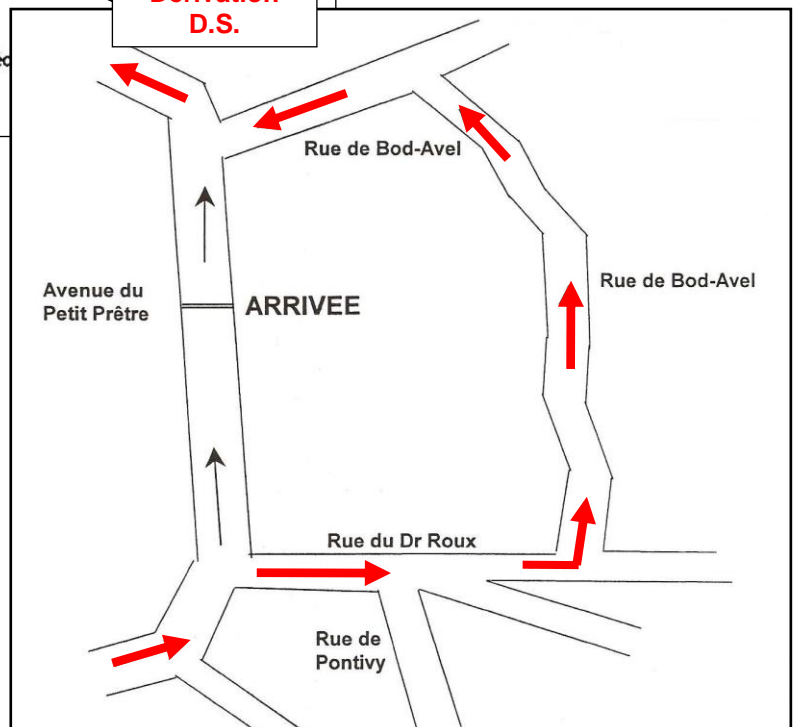 Dérivation
D.S.
Rue de Bod-Avel
Rue de Bod-Avel
Avenue du
Petit Prêtre
ARRIVEE
Rue du Dr Roux
Rue de
Pontivy